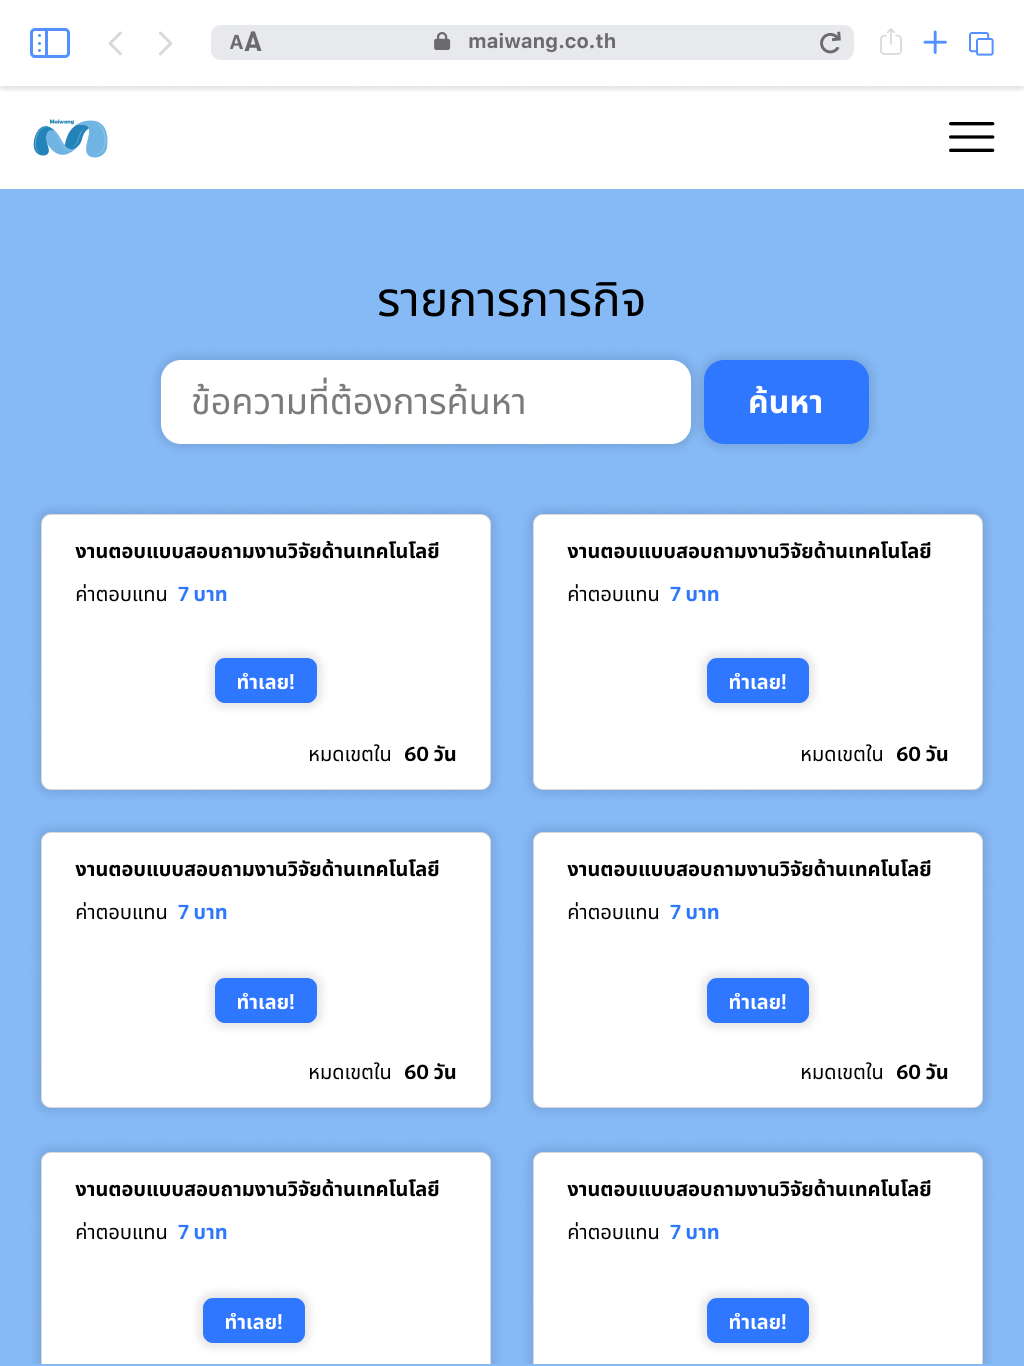 AA maiwang.co.th
Maiwang
รายการภารกิจ
ข้อความที่ต้องการค้นหา ค้นหา
งานตอบแบบสอบถามงานวิจัยด้านเทคโนโลยี
ค่าตอบแทน 7 บาท
ทำเลย!
หมดเขตใน 60 วัน
งานตอบแบบสอบถามงานวิจัยด้านเทคโนโลยี
ค่าตอบแทน 7 บาท
ทำเลย!
หมดเขตใน 60 วัน
งานตอบแบบสอบถามงานวิจัยด้านเทคโนโลยี
ค่าตอบแทน 7 บาท
ทำเลย!
หมดเขตใน 60 วัน
งานตอบแบบสอบถามงานวิจัยด้านเทคโนโลยี
ค่าตอบแทน 7 บาท
ทำเลย!
หมดเขตใน 60 วัน
งานตอบแบบสอบถามงานวิจัยด้านเทคโนโลยี
ค่าตอบแทน 7 บาท
ทำเลย!
งานตอบแบบสอบถามงานวิจัยด้านเทคโนโลยี
ค่าตอบแทน 7 บาท
ทำเลย!